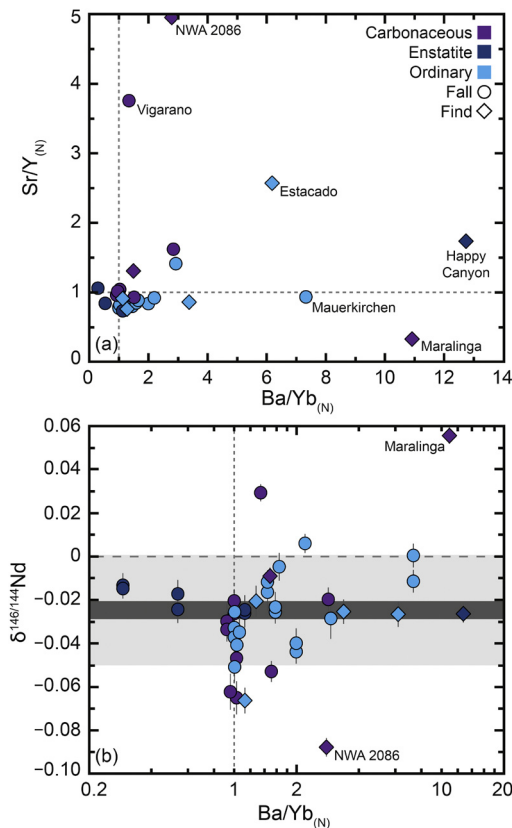 5
4
3
2
1
0
Sr/Y(N)
NWA 2086
Carbonaceous
Enstatite
Ordinary
Fall
Find
Vigarano
Estacado
Happy
Canyon
Mauerkirchen
Maralinga
(a)
0 2 4 6 8 10 12 14
Ba/Yb(N)
0.06
0.04
0.02
0
−0.02
−0.04
−0.06
−0.08
−0.10
δ146/144Nd
Maralinga
NWA 2086
(b)
0.2 1 2 10 20
Ba/Yb(N)